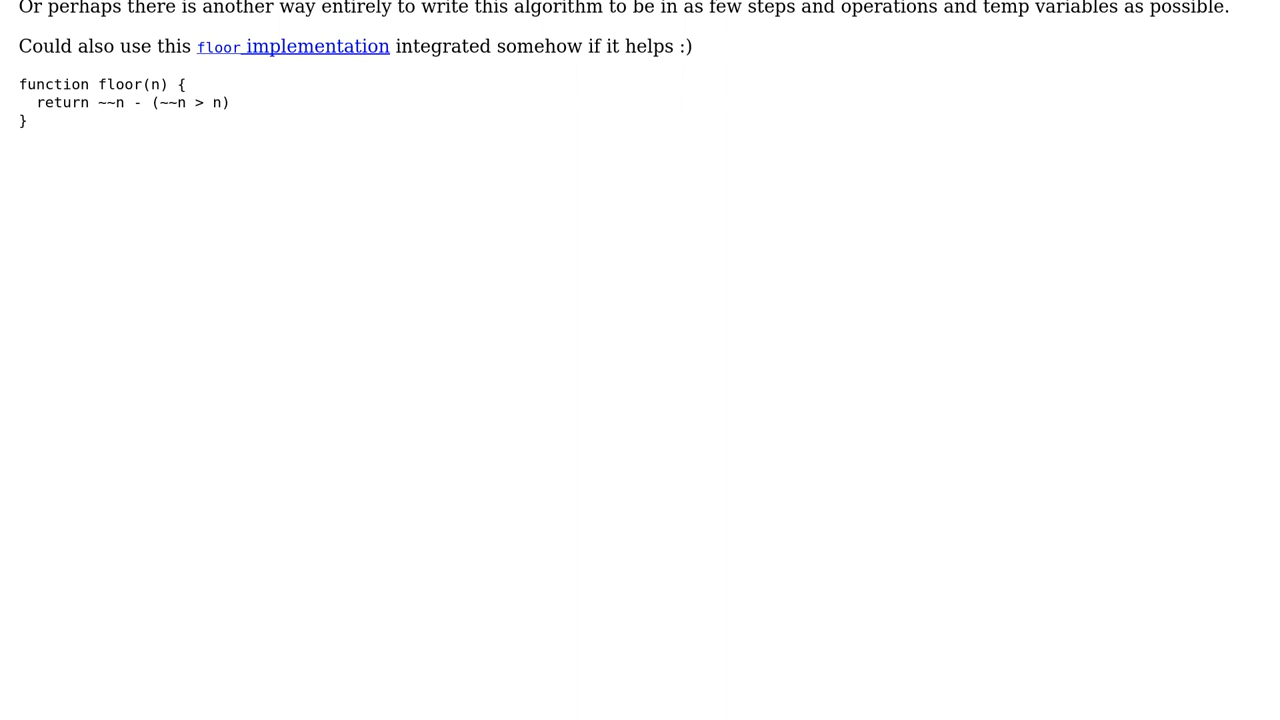 Or perhaps there is another way entirely to write this algorithm to be in as few steps and operations and temp variables as possible.
Could also use this floor implementation integrated somehow if it helps :)
function floor(n) {
  return ~~n - (~~n > n)
}